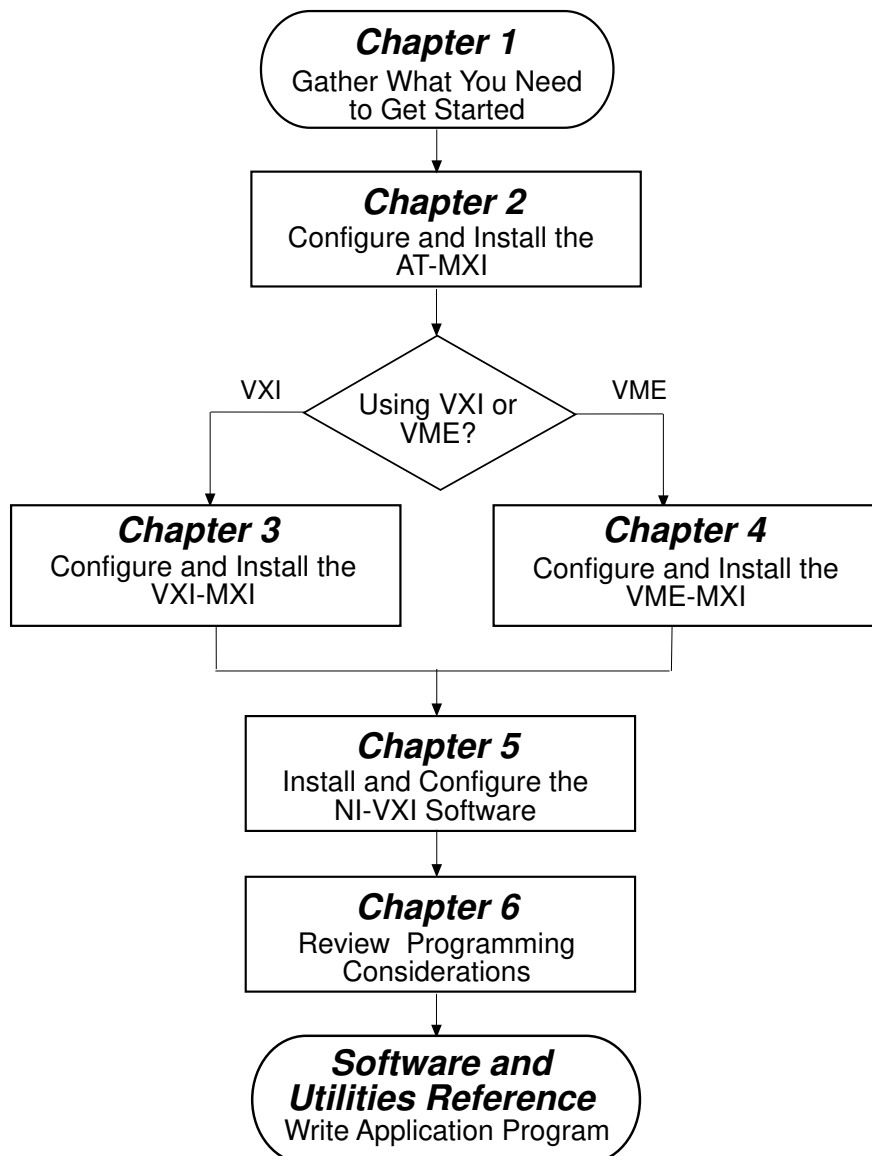 Chapter 1
Gather What You Need
to Get Started
Chapter 2
Configure and Install the
AT-MXI
VXI
Using VXI or
VME?
VME
Chapter 3
Configure and Install the
VXI-MXI
Chapter 4
Configure and Install the
VME-MXI
Chapter 5
Install and Configure the
NI-VXI Software
Chapter 6
Review Programming
Considerations
Software and
Utilities Reference
Write Application Program